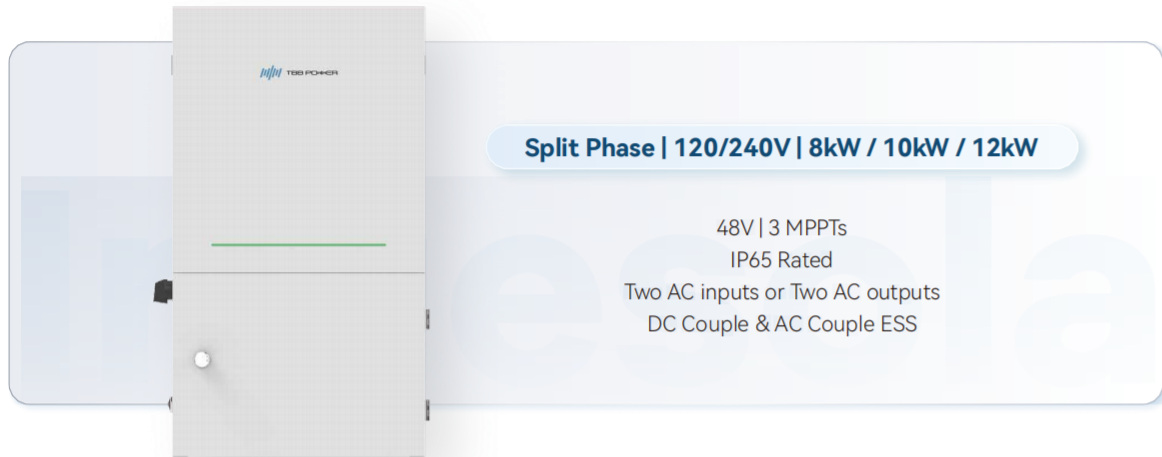 TBB POWER
Split Phase | 120/240V | 8kW / 10kW / 12kW
48V | 3 MPPTs
IP65 Rated
Two AC inputs or Two AC outputs
DC Couple & AC Couple ESS